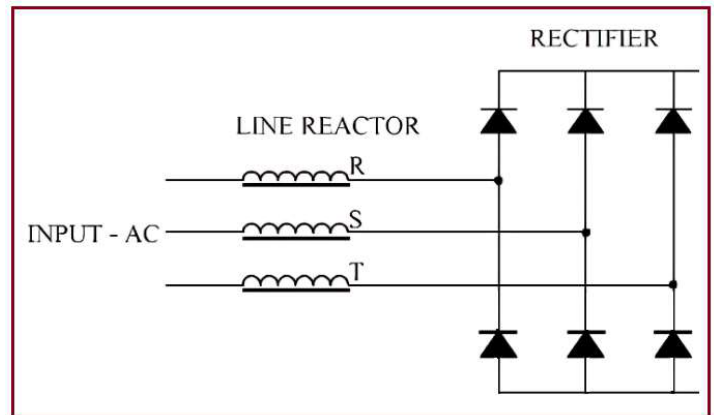 RECTIFIER
LINE REACTOR
R
S
INPUT - AC
T